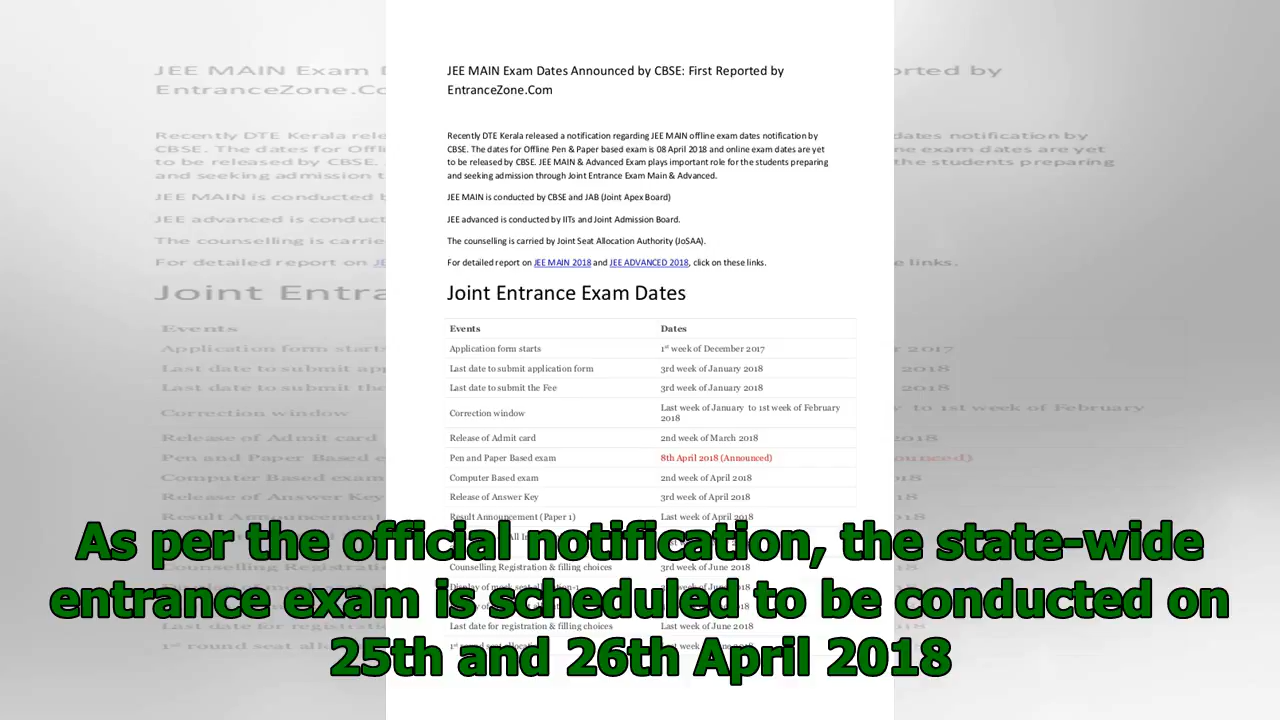 JEE MAIN Exam Dates Announced by CBSE: First Reported by
EntranceZone.Com
Recently DTE Kerala released a notification regarding JEE MAIN offline exam dates notification by
CBSE. The dates for Offline Pen & Paper based exam is 08 April 2018 and online exam dates are yet
to be released by CBSE. JEE MAIN & Advanced Exam plays important role for the students preparing
and seeking admission through Joint Entrance Exam Main & Advanced.
JEE MAIN is conducted by CBSE and JAB (Joint Apex Board)
JEE advanced is conduct by IITs and Joint Admission Board.
The counselling is carried by Joint Seat Allocation Authority (JoSAA).
For detailed report on JEE MAIN 2018 and JEE ADVANCED 2018, click on these links.
Joint Entrance Exam Dates
Events Dates
Application form starts 1st week of December 2017
Last date to submit application form 3rd week of January 2018
Last date to submit the Fee 3rd week of January 2018
Correction window Last week of January to 1st week of February
2018
Release of Admit card 2nd week of March 2018
Pen and Paper Based exam 8th April 2018 (Announced)
Computer Based exam 2nd week of April 2018
Release of Answer Key 3rd week of April 2018
Result Announcement (Paper 1) Last week of April 2018
Counselling Registration & filling choices 3rd week of June 2018
Last date for registration & filling choices Last week of June 2018
As per the official notification, the state-wide
entrance exam is scheduled to be conducted on
25th and 26th April 2018